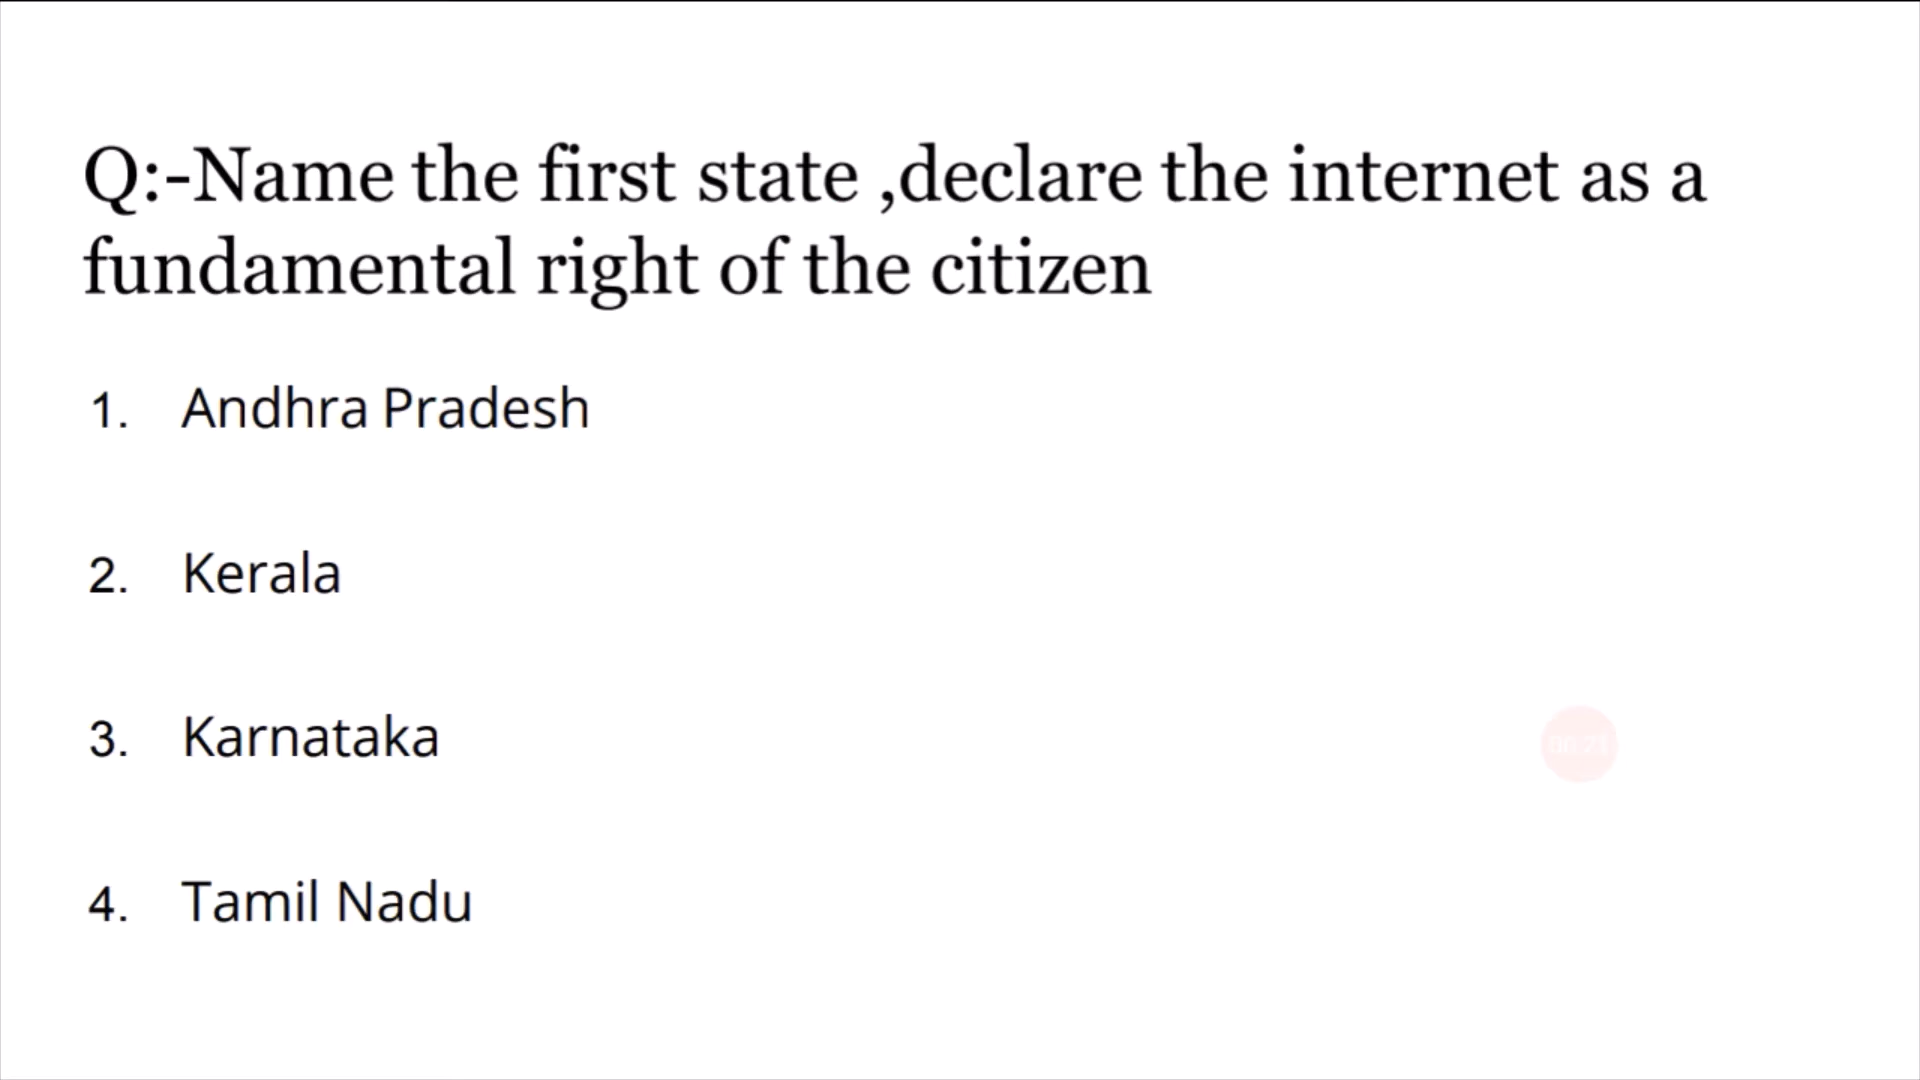 Q:-Name the first state ,declare the internet as a
fundamental right of the citizen
1. Andhra Pradesh
2. Kerala
3. Karnataka
4. Tamil Nadu